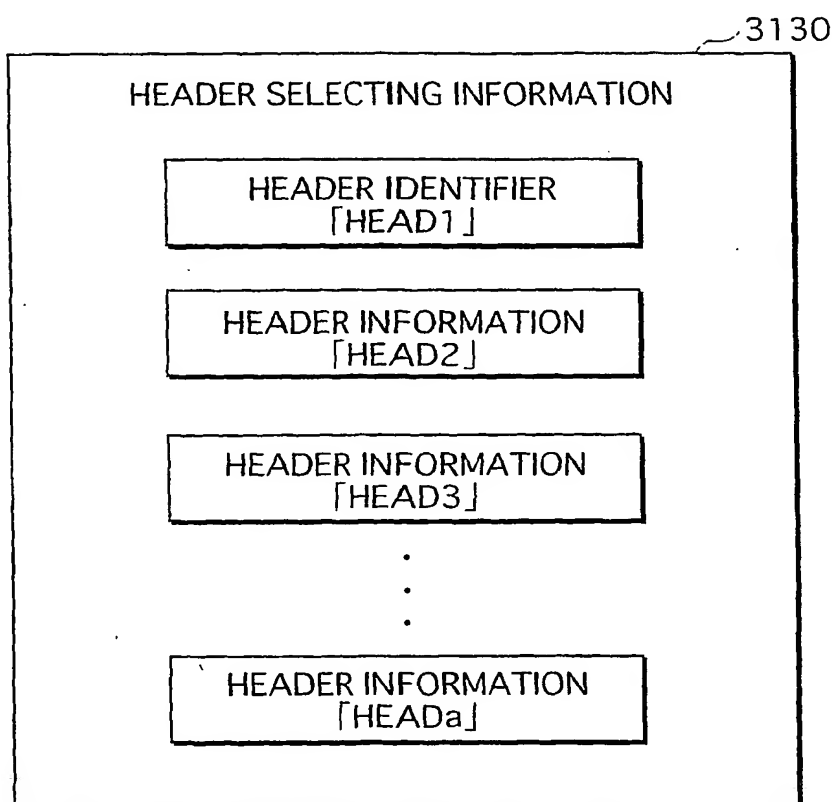 3130
HEADER SELECTING INFORMATION
HEADER IDENTIFIER
「HEAD1」
HEADER INFORMATION
「HEAD2」
HEADER INFORMATION
「HEAD3」
HEADER INFORMATION
「HEADa」